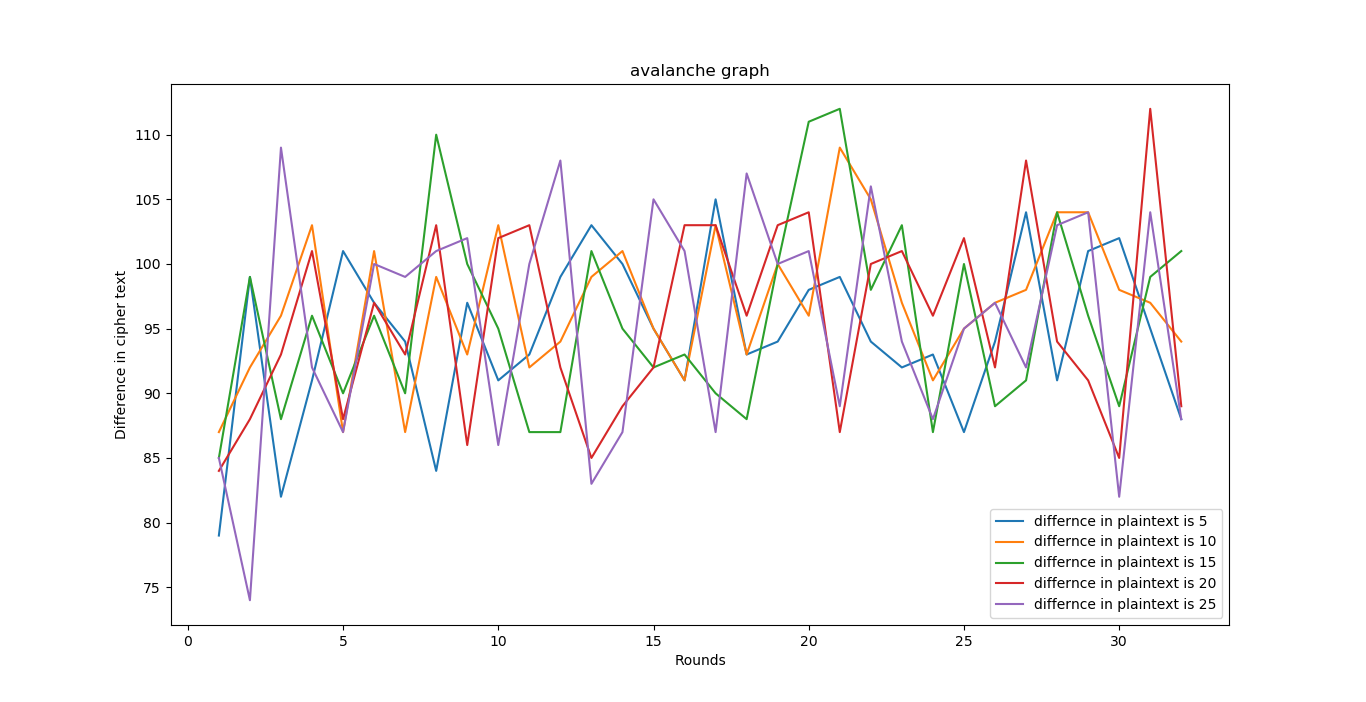 avalanche graph
Difference in cipher text
110
105
100
95
90
85
80
75
0 5 10 15 20 25 30
Rounds
differnce in plaintext is 5
differnce in plaintext is 10
differnce in plaintext is 15
differnce in plaintext is 20
differnce in plaintext is 25